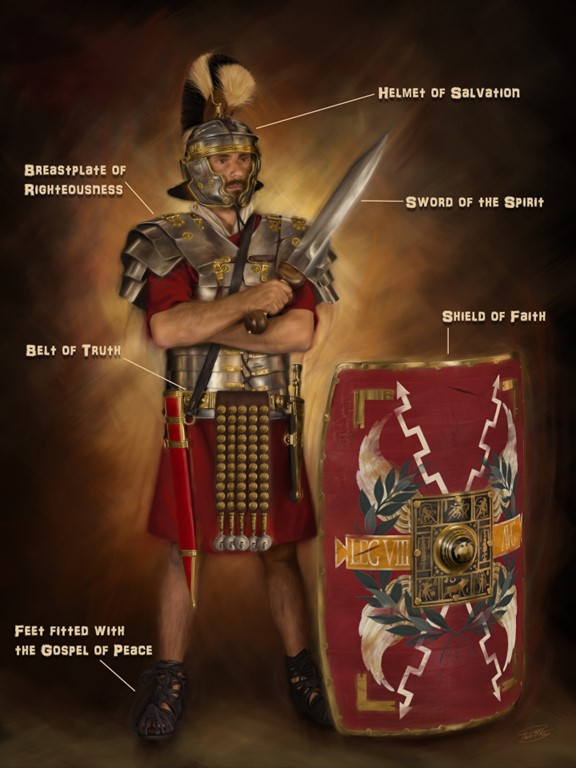 Helmet of Salvation
Breastplate of
Righteousness
Sword of the Spirit
Shield of Faith
Belt of Truth
LEG VIII
Feet fitted with
the Gospel of Peace